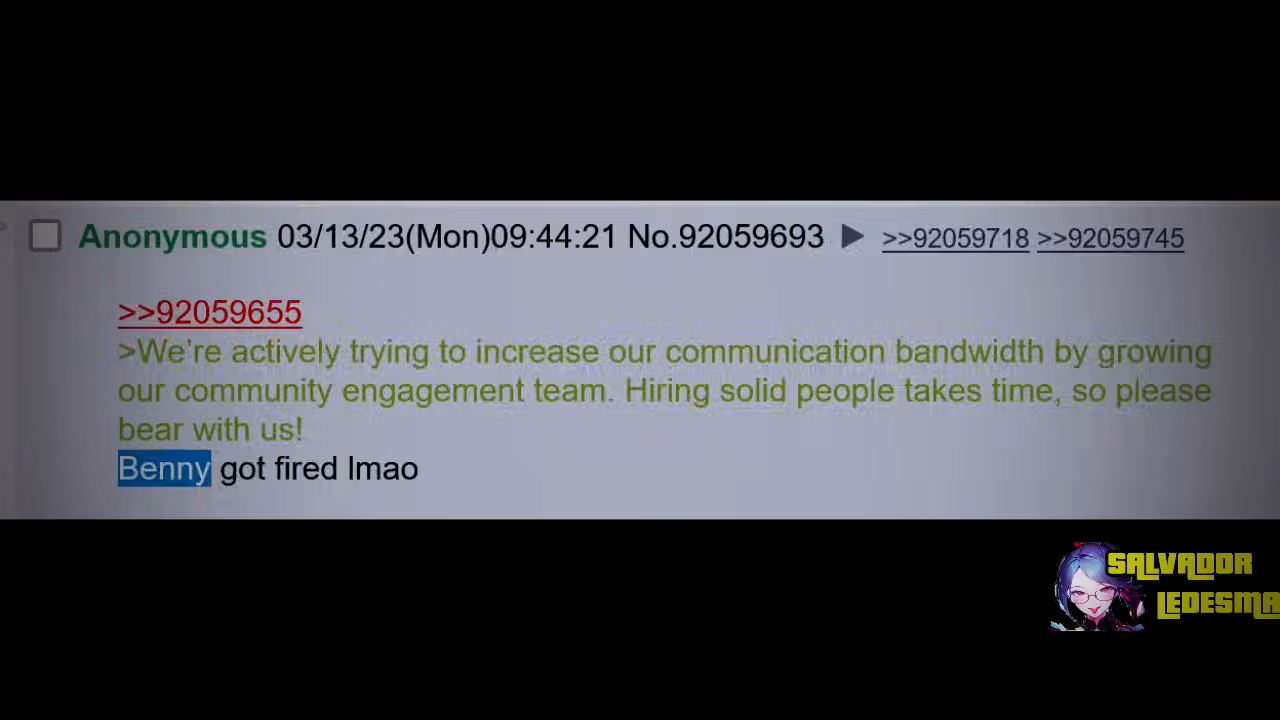 Anonymous 03/13/23(Mon)09:44:21 No.92059693 ▶ >>92059718 >>92059745
>>92059655
>We're actively trying to increase our communication bandwidth by growing
our community engagement team. Hiring solid people takes time, so please
bear with us!
Benny got fired lmao
SALVADOR
LEDESMA